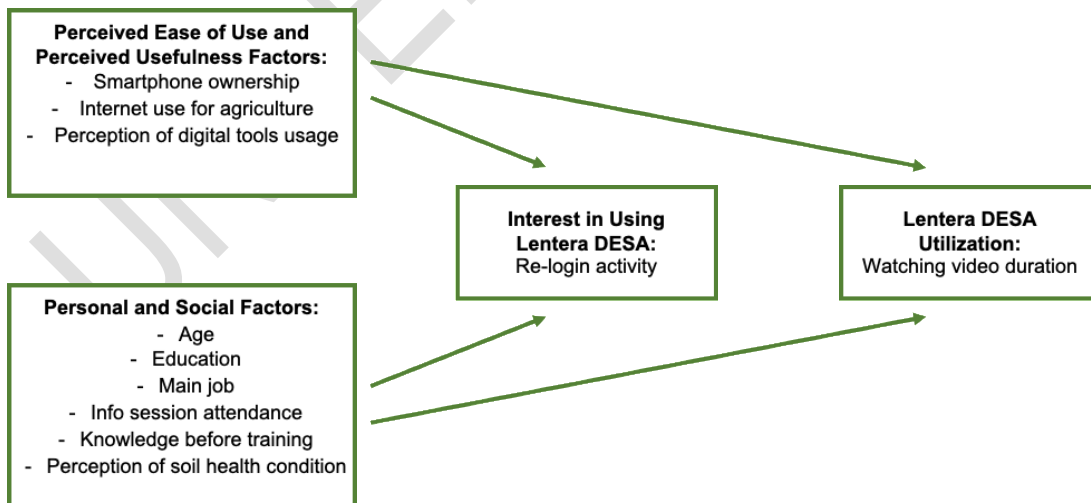 Perceived Ease of Use and
Perceived Usefulness Factors:
- Smartphone ownership
- Internet use for agriculture
- Perception of digital tools usage
Interest in Using
Lentera DESA:
Re-login activity
Lentera DESA
Utilization:
Watching video duration
Personal and Social Factors:
- Age
- Education
- Main job
- Info session attendance
- Knowledge before training
- Perception of soil health condition